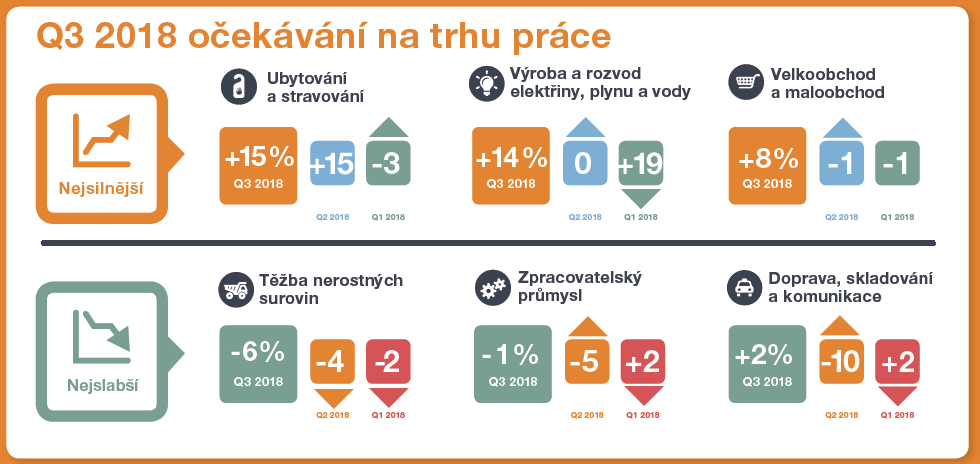 Q3 2018 očekávání na trhu práce
Nejsilnější
Ubytování
a stravování
+15%
Q3 2018
+15
Q2 2018
-3
Q1 2018
Výroba a rozvod
elektřiny, plynu a vody
+14%
Q3 2018
0
Q2 2018
+19
Q1 2018
Velkoobchod
a maloobchod
+8%
Q3 2018
-1
Q2 2018
-1
Q1 2018
Nejslabší
Těžba nerostných
surovin
-6%
Q3 2018
-4
Q2 2018
-2
Q1 2018
Zpracovatelský
průmysl
-1%
Q3 2018
-5
Q2 2018
+2
Q1 2018
Doprava, skladování
a komunikace
+2%
Q3 2018
-10
Q2 2018
+2
Q1 2018